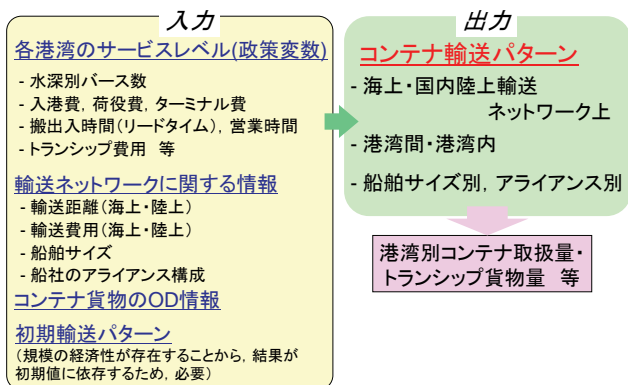 入力
各港湾のサービスレベル(政策変数)
- 水深別バース数
- 入港費, 荷役費, ターミナル費
- 搬出入時間(リードタイム), 営業時間
- トランシップ費用 等
輸送ネットワークに関する情報
- 輸送距離(海上・陸上)
- 輸送費用(海上・陸上)
- 船舶サイズ
- 船社のアライアンス構成
コンテナ貨物のOD情報
初期輸送パターン
(規模の経済性が存在することから, 結果が
初期値に依存するため, 必要)
出力
コンテナ輸送パターン
- 海上・国内陸上輸送
ネットワーク上
- 港湾間・港湾内
- 船舶サイズ別, アライアンス別
港湾別コンテナ取扱量・
トランシップ貨物量 等